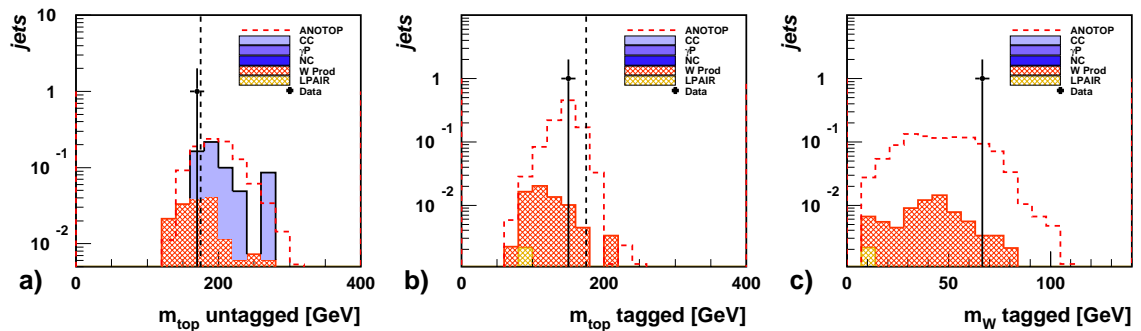 jets
ANOTOP
CC
γP
NC
W Prod
LPAIR
Data
1
10⁻¹
10⁻²
0
200
400
a)
m_top untagged [GeV]
jets
ANOTOP
CC
γP
NC
W Prod
LPAIR
Data
1
10⁻¹
10⁻²
0
200
400
b)
m_top tagged [GeV]
jets
ANOTOP
CC
γP
NC
W Prod
LPAIR
Data
1
10⁻¹
10⁻²
0
50
100
c)
m_W tagged [GeV]